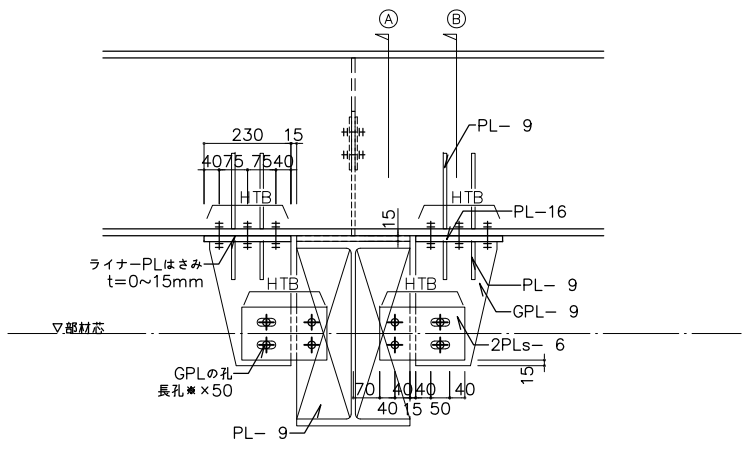 A
B
230 15
40 75 75 40
HTB
15
PL- 9
HTB
PL-16
ライナーPLはさみ
t=0~15mm
HTB
HTB
PL- 9
GPL- 9
▽部材芯
2PLs- 6
GPLの孔
長孔※×50
70 40 40 40
40 15 50
15
PL- 9